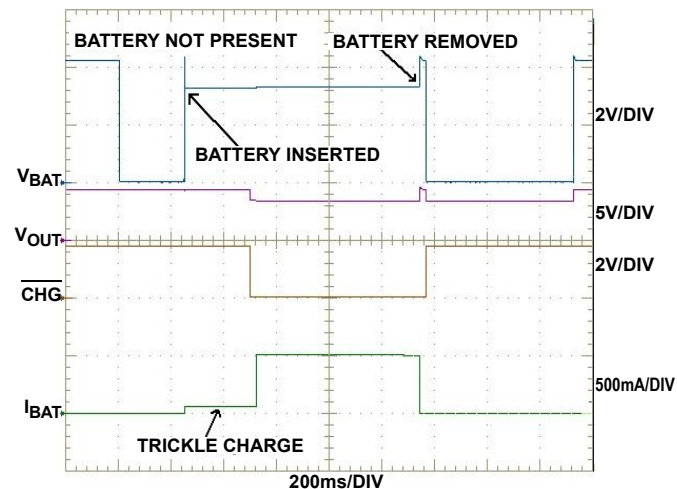 BATTERY NOT PRESENT
BATTERY REMOVED
2V/DIV
BATTERY INSERTED
VBAT
5V/DIV
VOUT
2V/DIV
CHG
500mA/DIV
IBAT
TRICKLE CHARGE
200ms/DIV